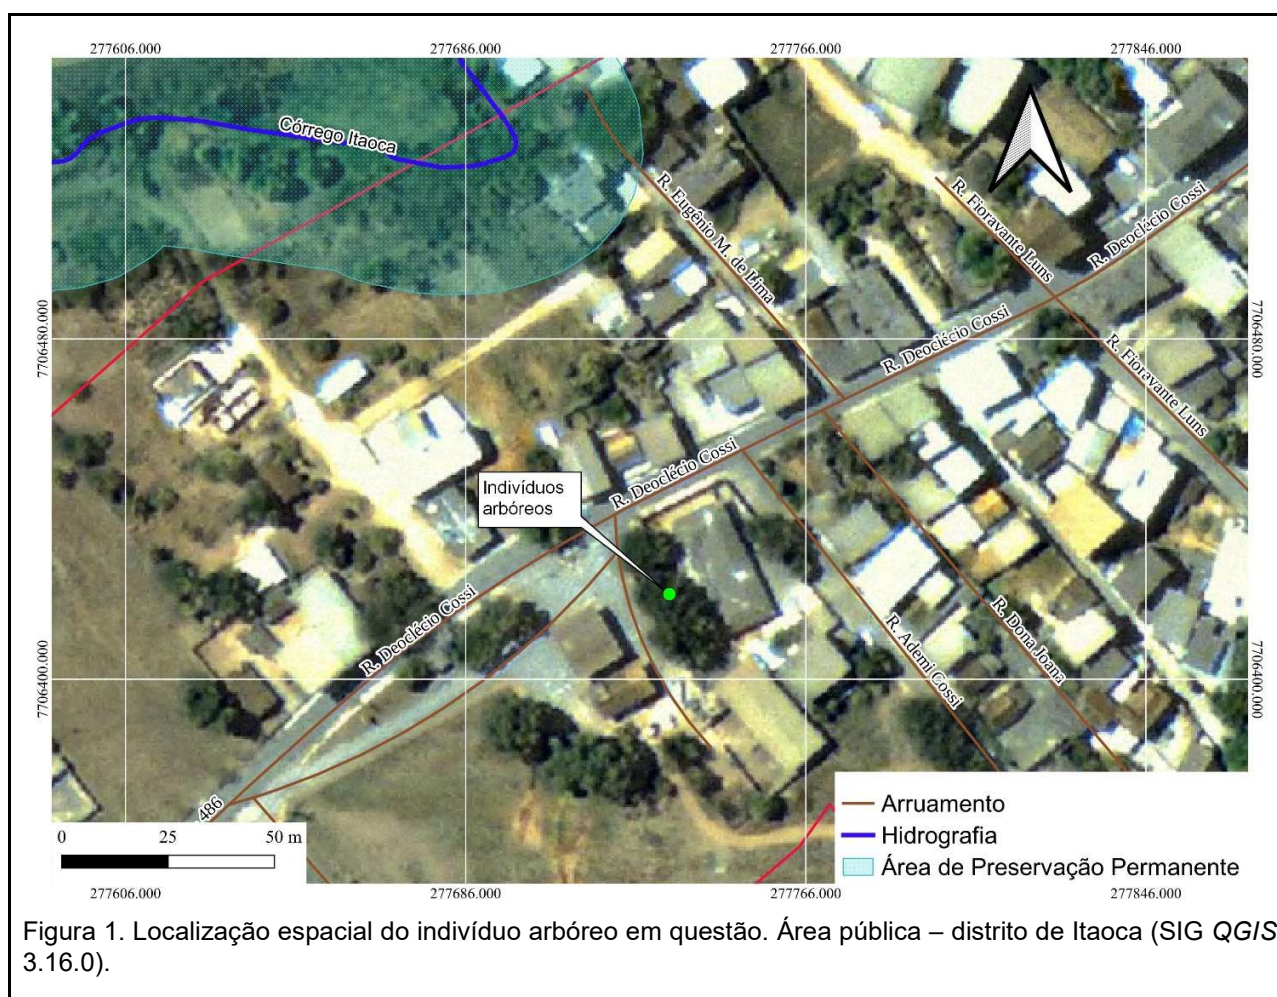 277606.000 277686.000 277766.000 277846.000
Córrego Itaoca
R. Eugênio M. de Lima
R. Fioravante Luns
R. Deoclécio Cossi
7706480.000
R. Deoclécio Cossi
R. Fioravante Luns
7706480.000
R. Deoclécio Cossi
Indivíduos
arbóreos
R. Deoclécio Cossi
R. Ademi Cossi
R. Dona Joana
7706400.000
7706400.000
486
0 25 50 m
Arruamento
Hidrografia
Área de Preservação Permanente
277606.000 277686.000 277766.000 277846.000
Figura 1. Localização espacial do indivíduo arbóreo em questão. Área pública – distrito de Itaoca (SIG QGIS
3.16.0).